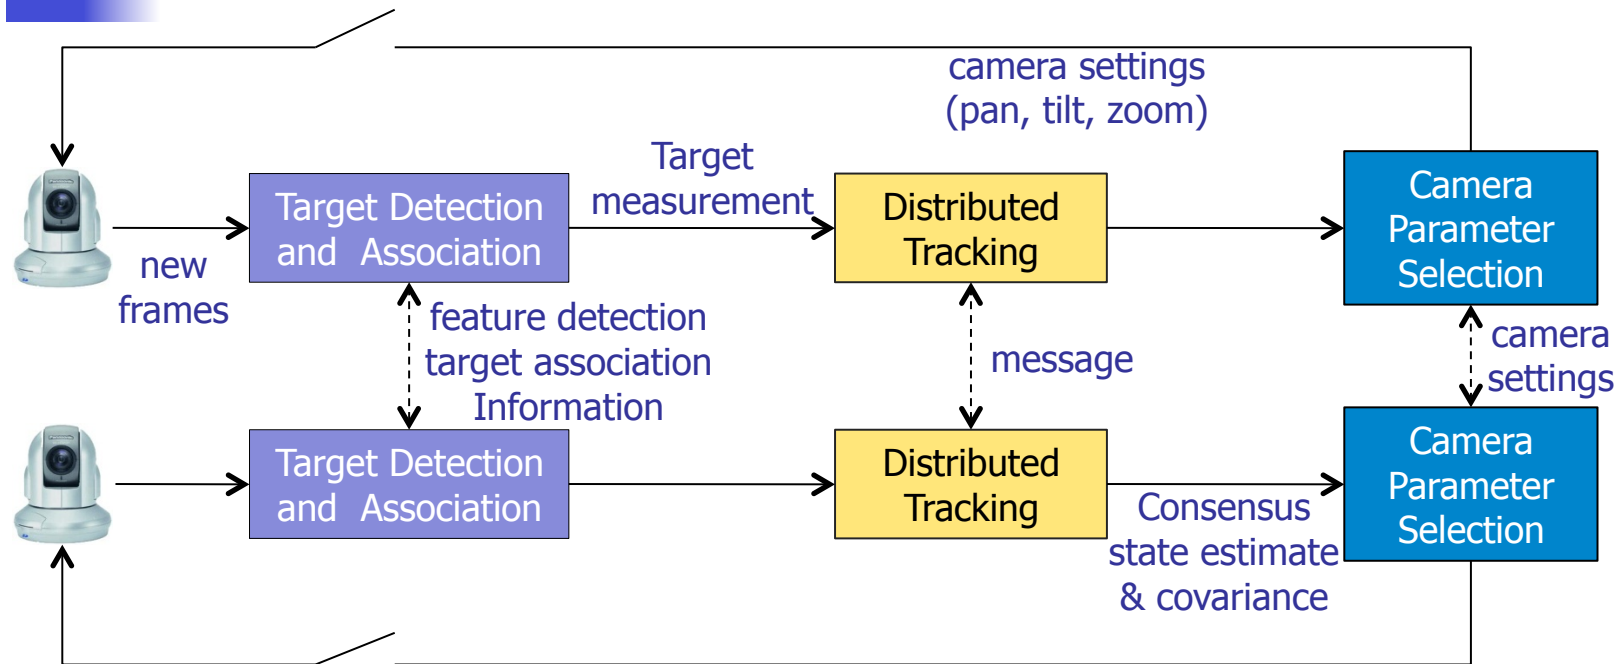 camera settings
(pan, tilt, zoom)
Target
measurement
Target Detection
and Association
Distributed
Tracking
Camera
Parameter
Selection
new
frames
feature detection
target association
Information
message
camera
settings
Target Detection
and Association
Distributed
Tracking
Camera
Parameter
Selection
Consensus
state estimate
& covariance